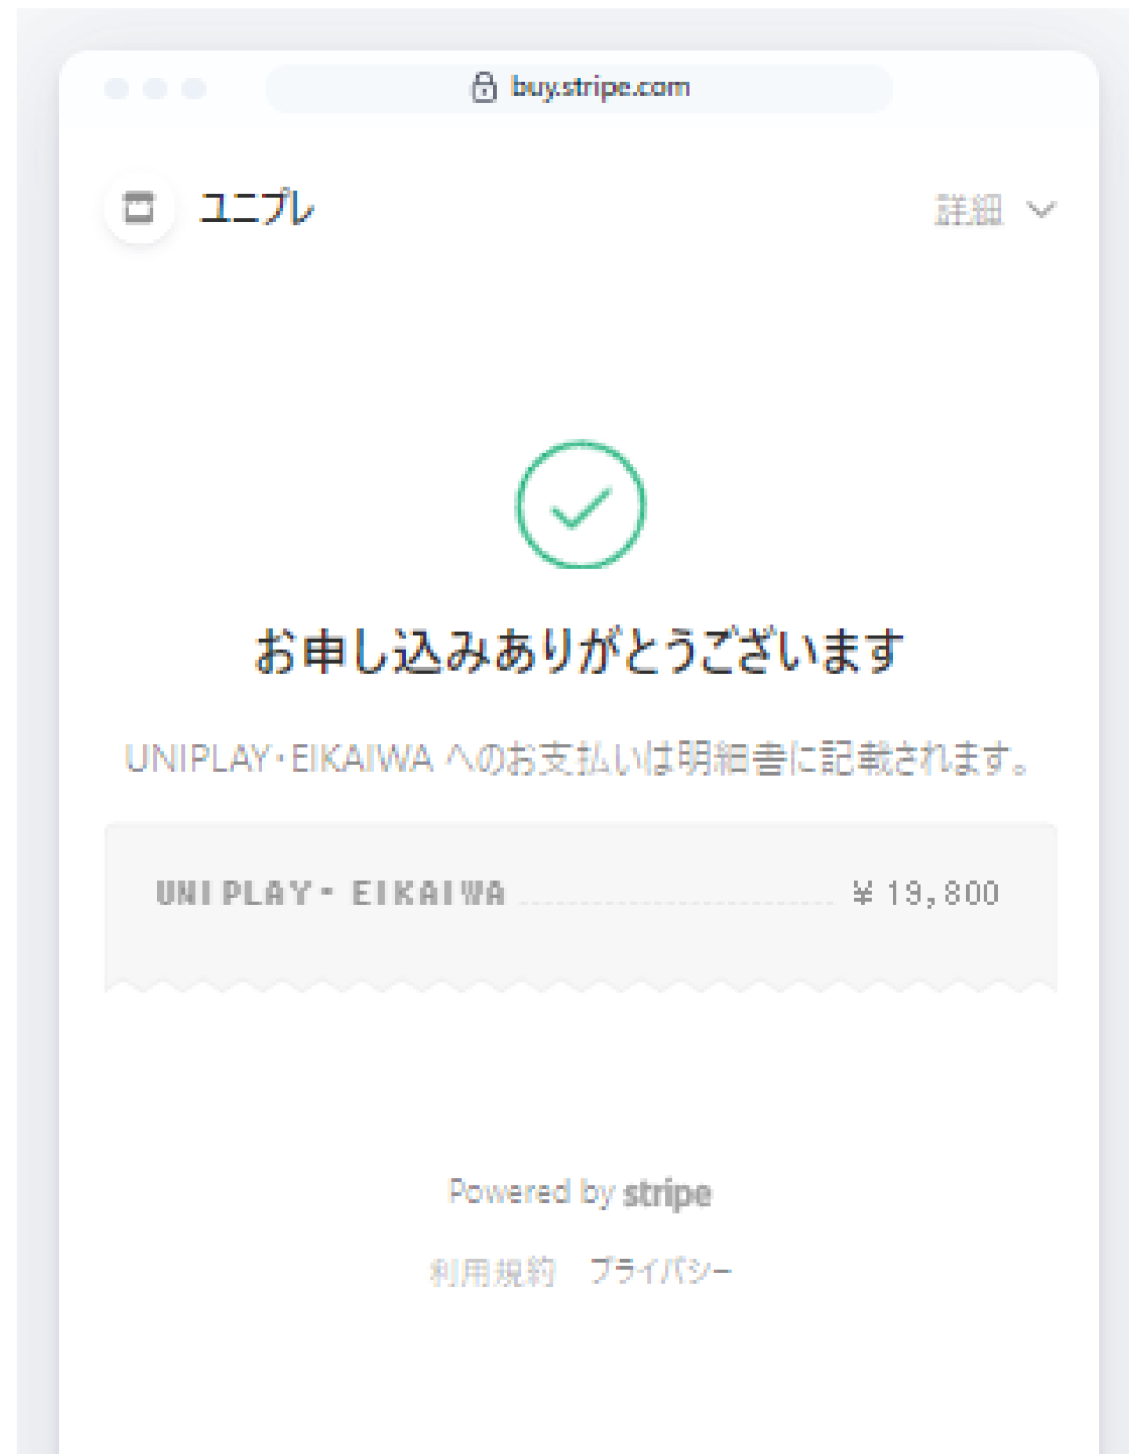 buy.stripe.com
ユニプレ 詳細
お申し込みありがとうございます
UNIPLAY・EIKAIWA へのお支払いは明細書に記載されます。
UNIPLAY・EIKAIWA ¥19,800
Powered by stripe
利用規約 プライバシー